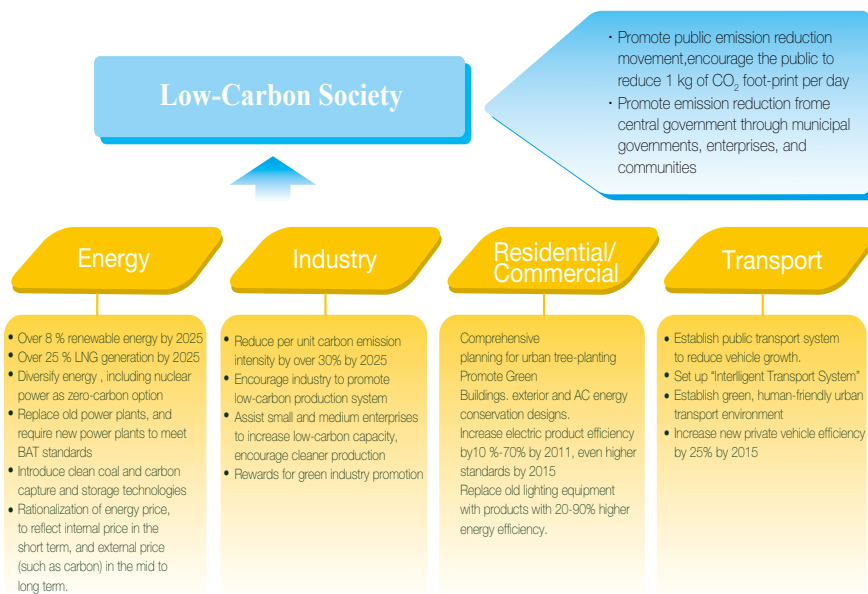 Low-Carbon Society
· Promote public emission reduction
movement,encourage the public to
reduce 1 kg of CO₂ foot-print per day
· Promote emission reduction frome
central government through municipal
governments, enterprises, and
communities
Energy
• Over 8 % renewable energy by 2025
• Over 25 % LNG generation by 2025
• Diversify energy , including nuclear
power as zero-carbon option
• Replace old power plants, and
require new power plants to meet
BAT standards
• Introduce clean coal and carbon
capture and storage technologies
• Rationalization of energy price,
to reflect internal price in the
short term, and external price
(such as carbon) in the mid to
long term.
Industry
• Reduce per unit carbon emission
intensity by over 30% by 2025
• Encourage industry to promote
low-carbon production system
• Assist small and medium enterprises
to increase low-carbon capacity,
encourage cleaner production
• Rewards for green industry promotion
Residential/
Commercial
Comprehensive
planning for urban tree-planting
Promote Green
Buildings. exterior and AC energy
conservation designs.
Increase electric product efficiency
by10 %-70% by 2011, even higher
standards by 2015
Replace old lighting equipment
with products with 20-90% higher
energy efficiency.
Transport
• Establish public transport system
to reduce vehicle growth.
• Set up “Interlligent Transport System”
• Establish green, human-friendly urban
transport environment
• Increase new private vehicle efficiency
by 25% by 2015